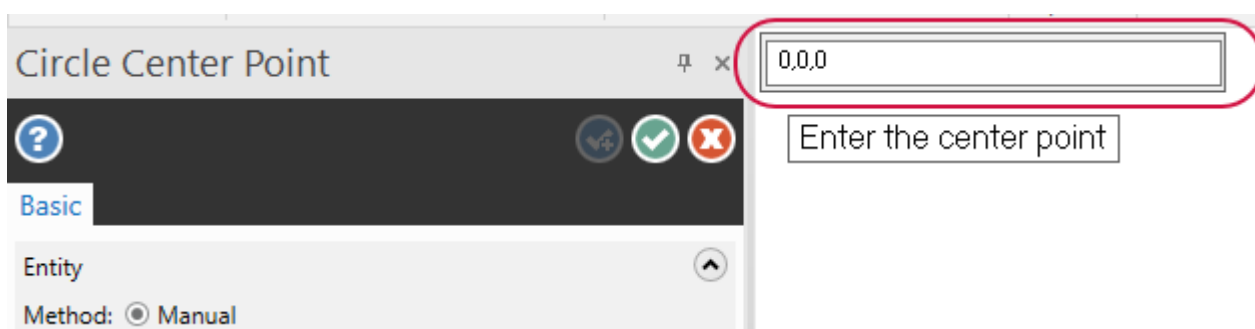 Circle Center Point
0,0,0
Enter the center point
Basic
Entity
Method: Manual